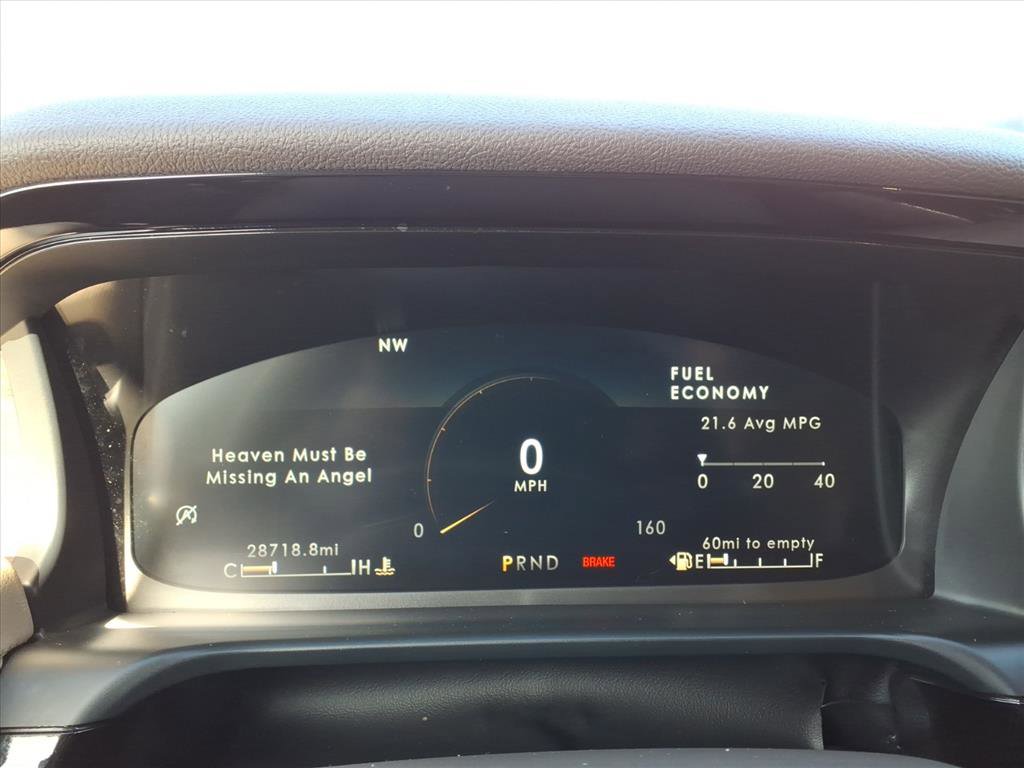 NW
FUEL
ECONOMY
21.6 Avg MPG
0 20 40
Heaven Must Be
Missing An Angel
0
MPH
0
160
28718.8mi
C H
PRND
BRAKE
60mi to empty
E F